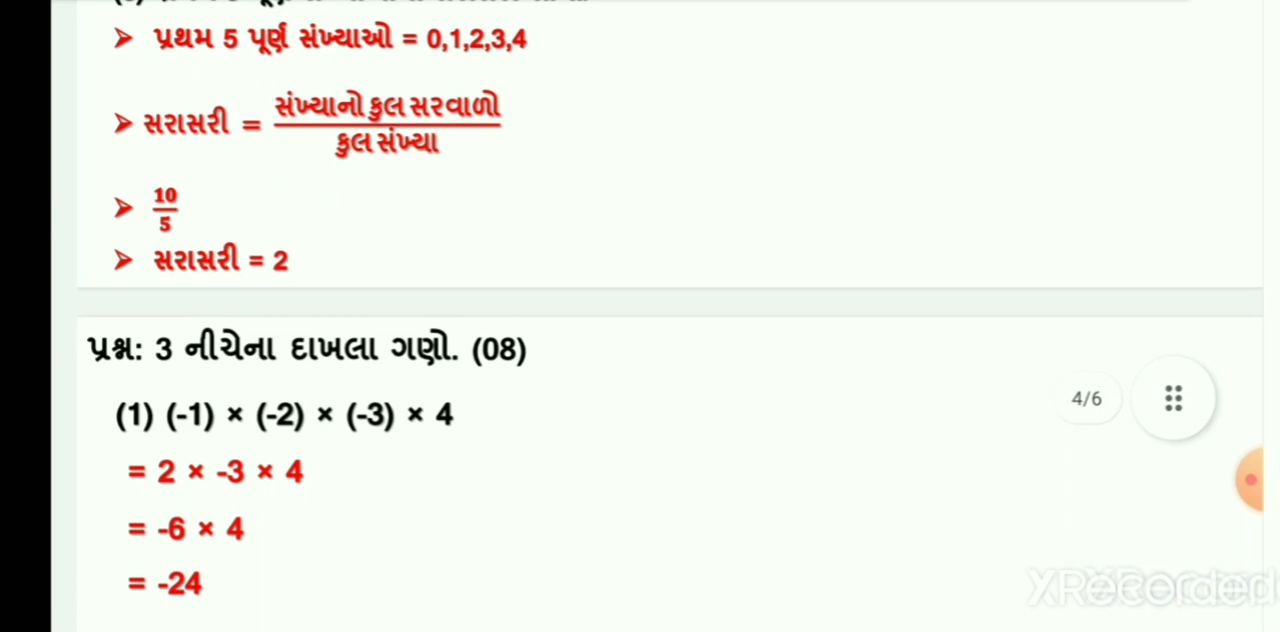 ➢ પ્રથમ 5 પૂર્ણ સંખ્યાઓ = 0,1,2,3,4
➢ સરાસરી = સંખ્યાનો કુલ સરવાળો / કુલ સંખ્યા
➢ 10/5
➢ સરાસરી = 2
પ્રશ્ન: 3 નીચેના દાખલા ગણો. (08)
(1) (-1) × (-2) × (-3) × 4
4/6
= 2 × -3 × 4
= -6 × 4
= -24
XRecorder